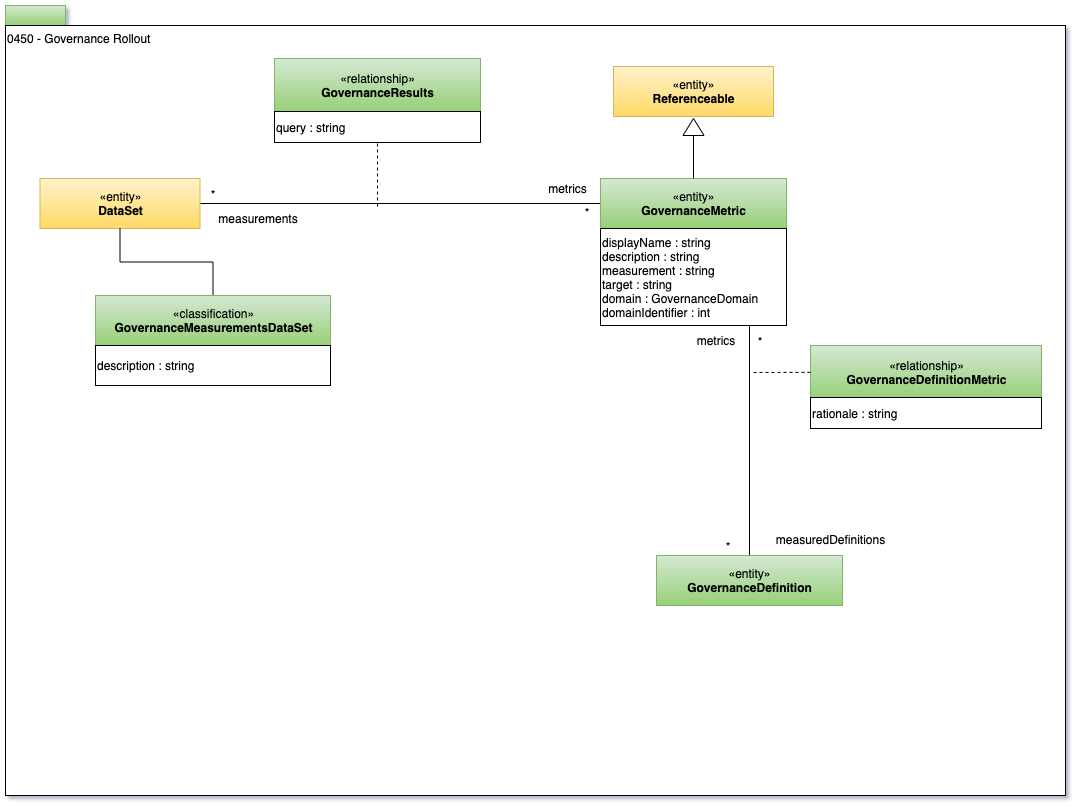 0450 - Governance Rollout
«relationship»
GovernanceResults
query : string
«entity»
Referenceable
«entity»
DataSet
*
measurements
metrics
*
«entity»
GovernanceMetric
displayName : string
description : string
measurement : string
target : string
domain : GovernanceDomain
domainIdentifier : int
«classification»
GovernanceMeasurementsDataSet
description : string
metrics
*
«relationship»
GovernanceDefinitionMetric
rationale : string
*
measuredDefinitions
«entity»
GovernanceDefinition